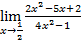 lim x→1/2 (2x² − 5x + 2)/(4x² − 1)